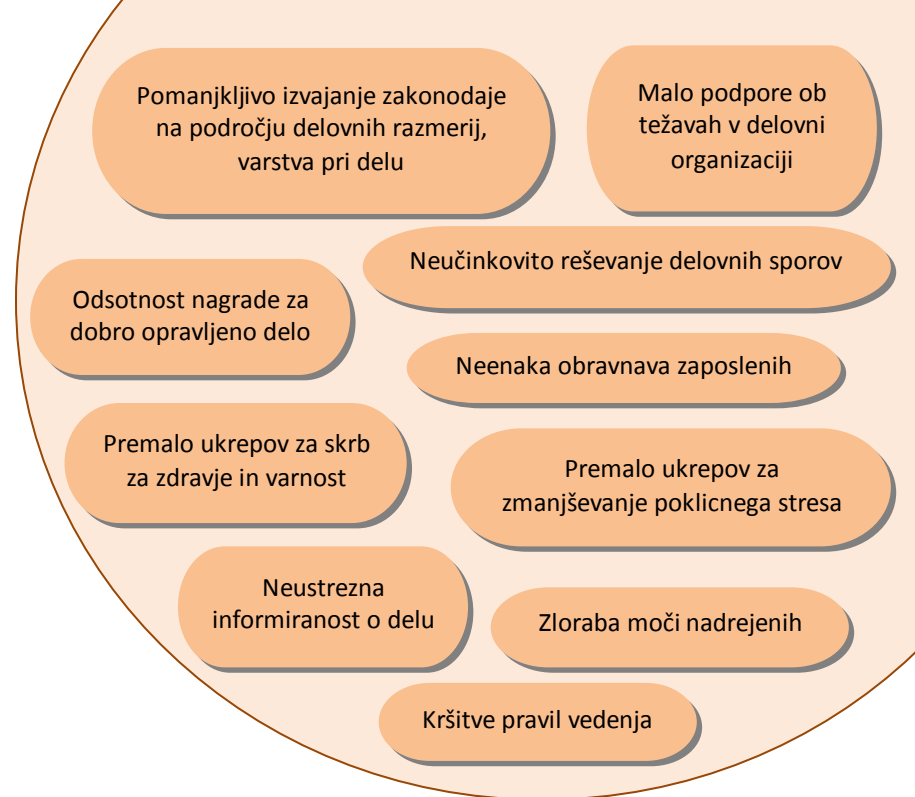 Pomanjkljivo izvajanje zakonodaje
na področju delovnih razmerij,
varstva pri delu
Malo podpore ob
težavah v delovni
organizaciji
Neučinkovito reševanje delovnih sporov
Odsotnost nagrade za
dobro opravljeno delo
Neenaka obravnava zaposlenih
Premalo ukrepov za skrb
za zdravje in varnost
Premalo ukrepov za
zmanjševanje poklicnega stresa
Neustrezna
informiranost o delu
Zloraba moči nadrejenih
Kršitve pravil vedenja